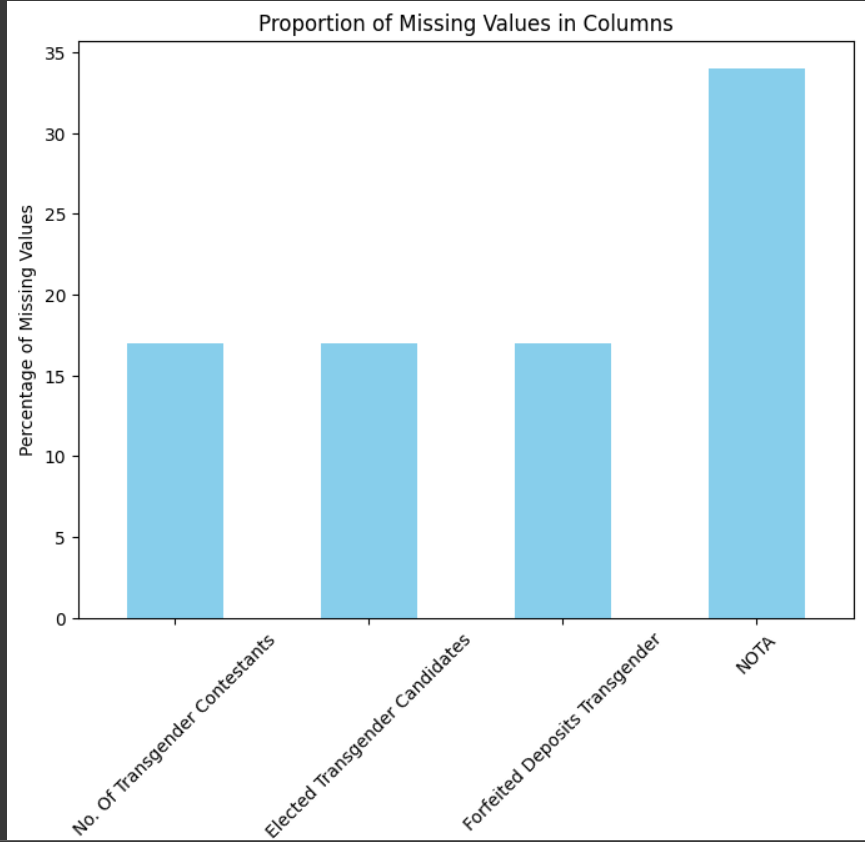 Proportion of Missing Values in Columns
Percentage of Missing Values
35
30
25
20
15
10
5
0
No. Of Transgender Contestants
Elected Transgender Candidates
Forfeited Deposits Transgender
NOTA